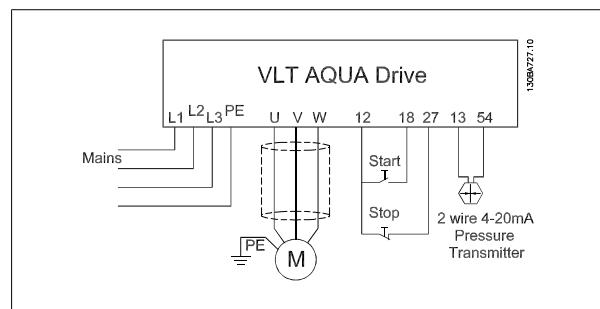 VLT AQUA Drive
130BA727.10
L1 L2 L3 PE U V W 12 18 27 13 54
Mains
Start
Stop
PE
M
2 wire 4-20mA
Pressure
Transmitter